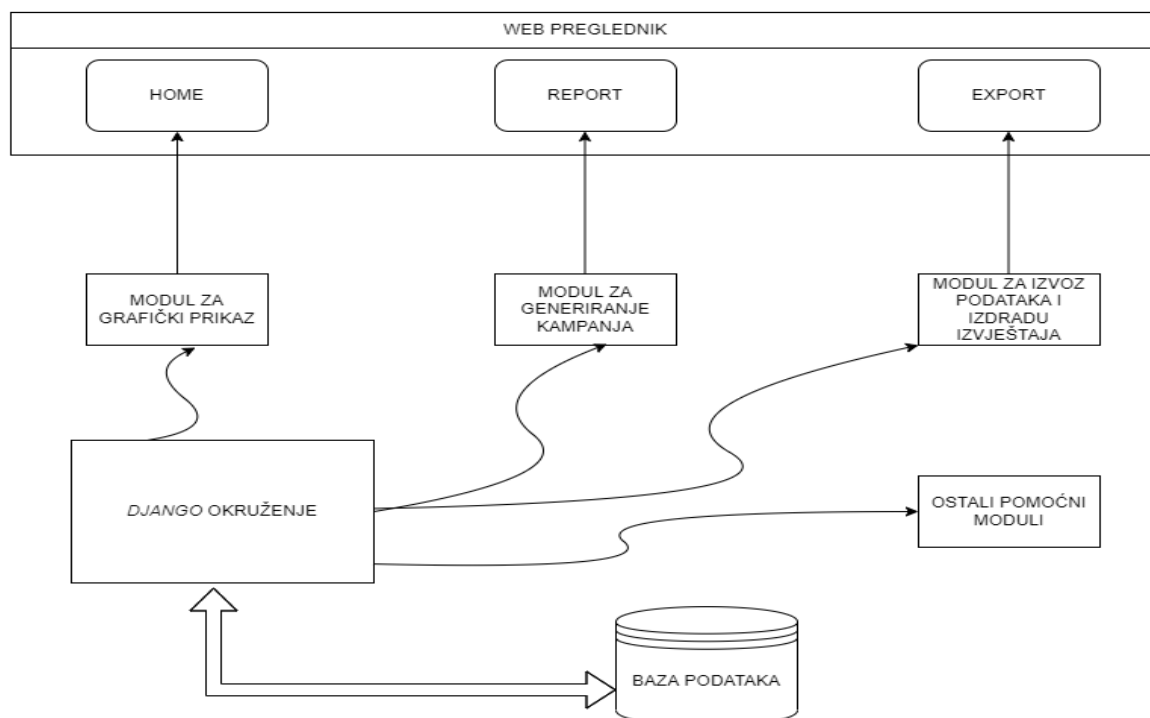 WEB PREGLEDNIK
HOME
REPORT
EXPORT
MODUL ZA
GRAFIČKI PRIKAZ
MODUL ZA
GENERIRANJE
KAMPANJA
MODUL ZA IZVOZ
PODATAKA I
IZDRADU
IZVJEŠTAJA
DJANGO OKRUŽENJE
OSTALI POMOĆNI
MODULI
BAZA PODATAKA